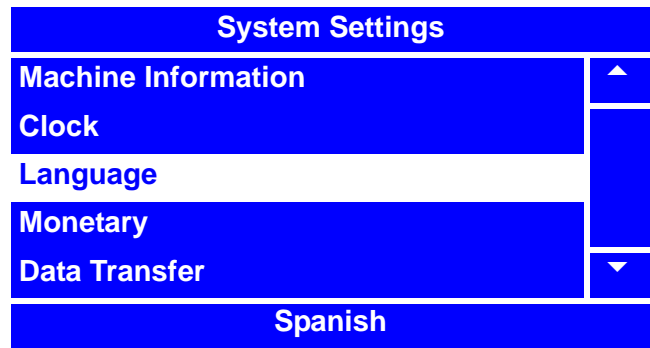 System Settings
Machine Information
Clock
Language
Monetary
Data Transfer
Spanish